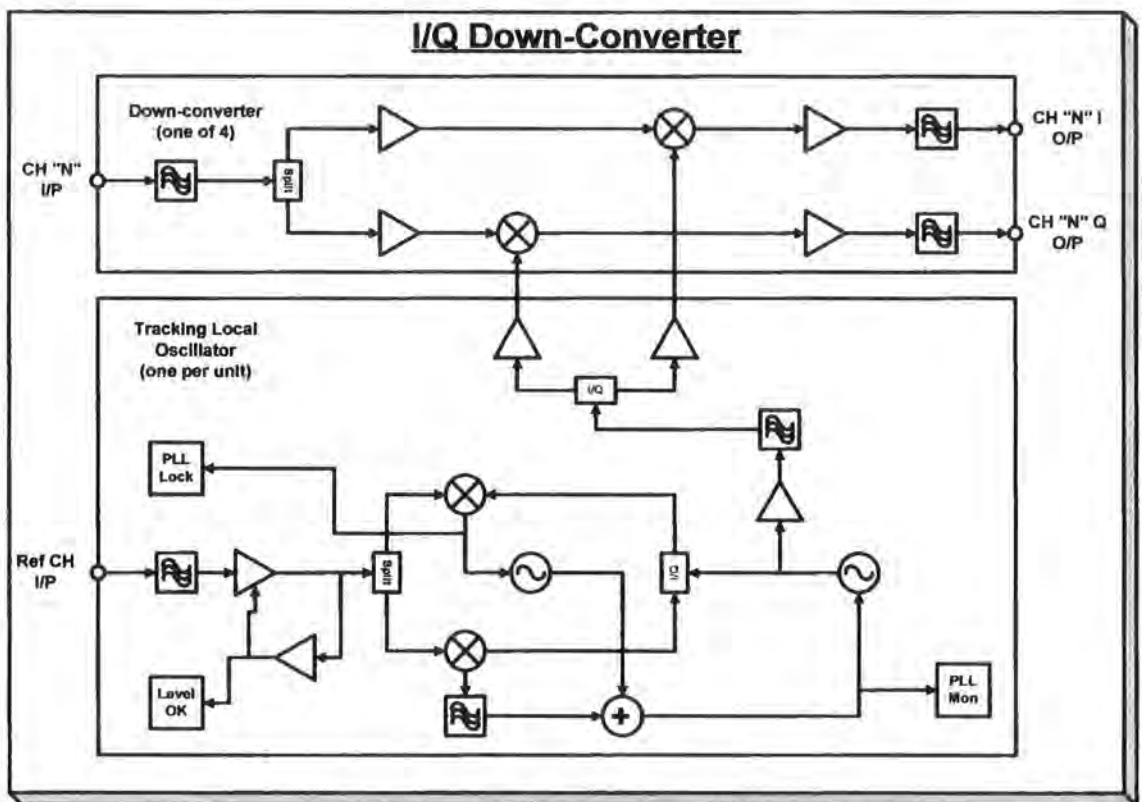 I/Q Down-Converter
Down-converter
(one of 4)
CH "N"
I/P
Split
CH "N" I
O/P
CH "N" Q
O/P
Tracking Local
Oscillator
(one per unit)
I/Q
PLL
Lock
Ref CH
I/P
Split
I/Q
Level
OK
PLL
Mon